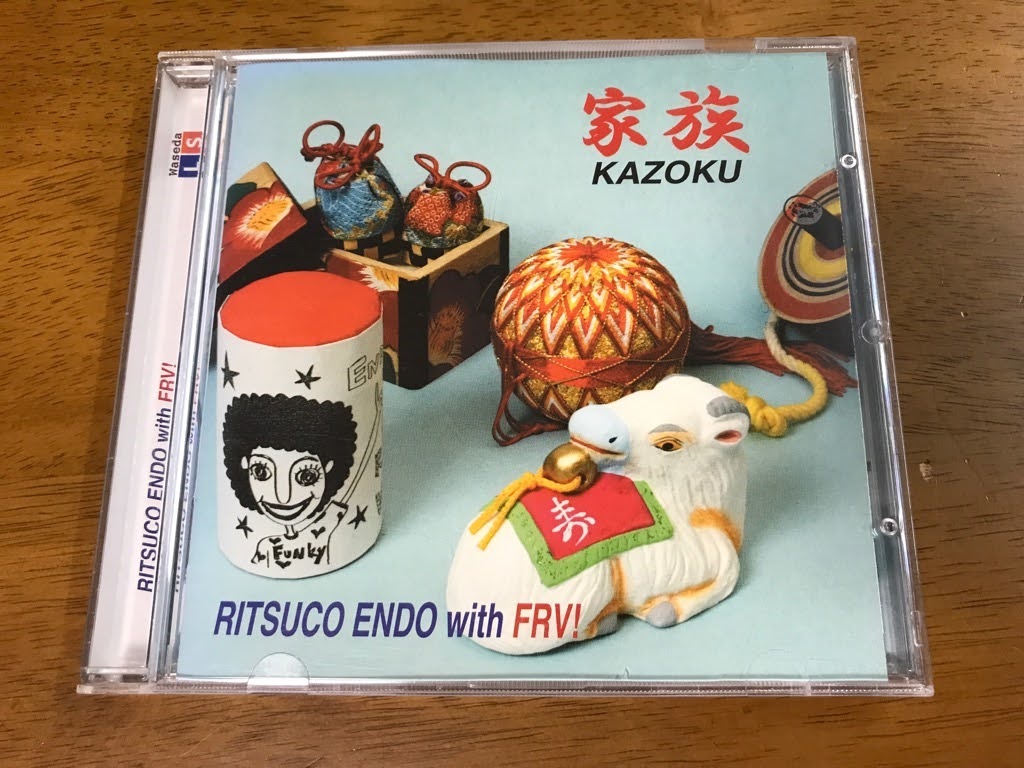 家族
KAZOKU
Waseda
RITSUCO ENDO with FRV!
FUNKY
寿
RITSUCO ENDO with FRV!